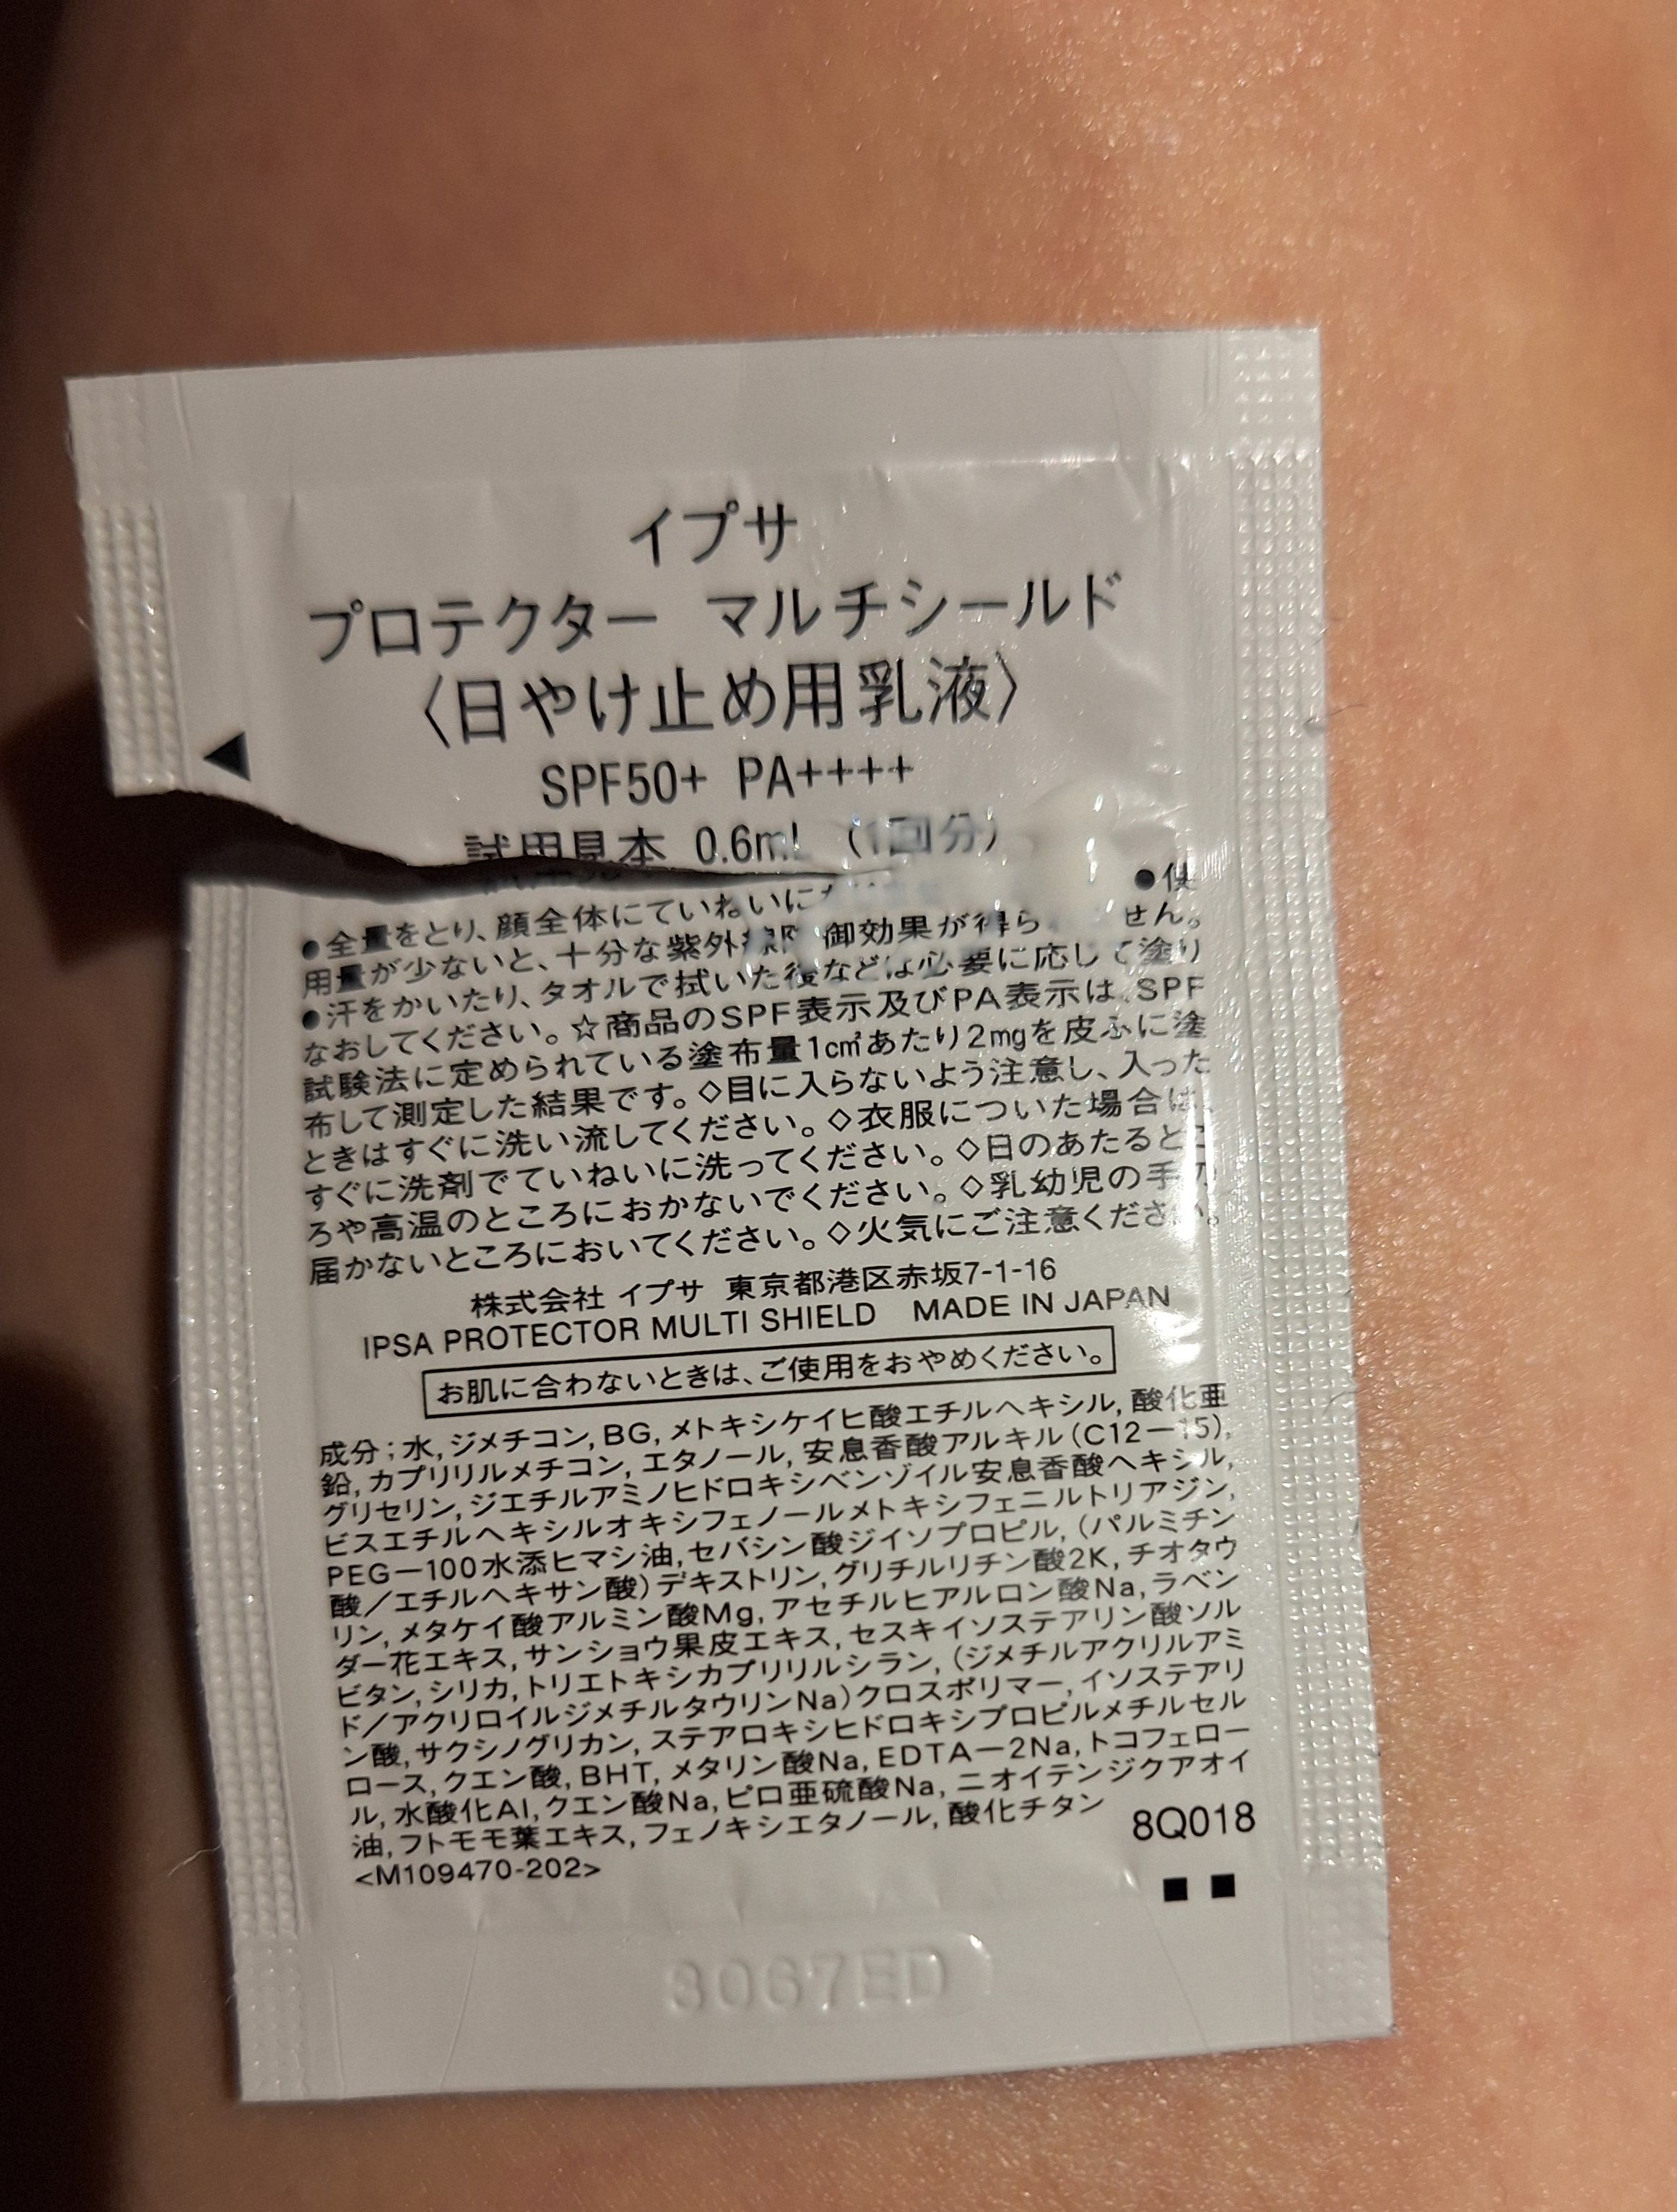 イプサ
プロテクター マルチシールド
〈日やけ止め用乳液〉
SPF50+ PA++++
試用見本 0.6mL (1回分)
●全量をとり、顔全体にていねいに ●使
用量が少ないと、十分な紫外線防御効果が得ら せん。
●汗をかいたり、タオルで拭いた後などは必要に応じて塗り
なおしてください。☆商品のSPF表示及びPA表示は、SPF
試験法に定められている塗布量1c㎡あたり2mgを皮ふに塗
布して測定した結果です。◇目に入らないよう注意し、入った
ときはすぐに洗い流してください。◇衣服についた場合は、
すぐに洗剤でていねいに洗ってください。◇日のあたるとこ
ろや高温のところにおかないでください。◇乳幼児の手の
届かないところにおいてください。◇火気にご注意ください。
株式会社 イプサ 東京都港区赤坂7-1-16
IPSA PROTECTOR MULTI SHIELD MADE IN JAPAN
お肌に合わないときは、ご使用をおやめください。
成分；水, ジメチコン, BG, メトキシケイヒ酸エチルヘキシル, 酸化亜
鉛, カプリリルメチコン, エタノール, 安息香酸アルキル(C12－15),
グリセリン, ジエチルアミノヒドロキシベンゾイル安息香酸ヘキシル,
ビスエチルヘキシルオキシフェノールメトキシフェニルトリアジン,
PEG－100水添ヒマシ油, セバシン酸ジイソプロピル, (パルミチン
酸／エチルヘキサン酸)デキストリン, グリチルリチン酸2K, チオタウ
リン, メタケイ酸アルミン酸Mg, アセチルヒアルロン酸Na, ラベン
ダー花エキス, サンショウ果皮エキス, セスキイソステアリン酸ソル
ビタン, シリカ, トリエトキシカプリリルシラン, (ジメチルアクリルアミ
ド／アクリロイルジメチルタウリンNa)クロスポリマー, イソステアリ
ン酸, サクシノグリカン, ステアロキシヒドロキシプロピルメチルセル
ロース, クエン酸, BHT, メタリン酸Na, EDTA－2Na, トコフェロー
ル, 水酸化Al, クエン酸Na, ピロ亜硫酸Na, ニオイテンジクアオイ
油, フトモモ葉エキス, フェノキシエタノール, 酸化チタン
8Q018
<M109470-202>
3067ED